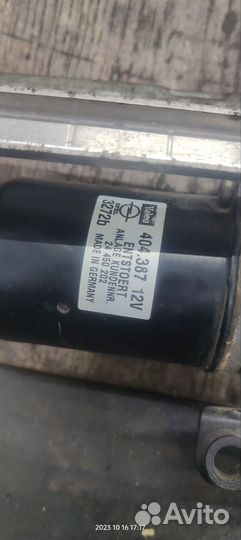 Valeo
404.387 12V
ENTSTOERT
ANLAGE KUNDENNR.
24 450 202
MADE IN GERMANY
OPEL
3272b
2023 10 16 17:17
Avito